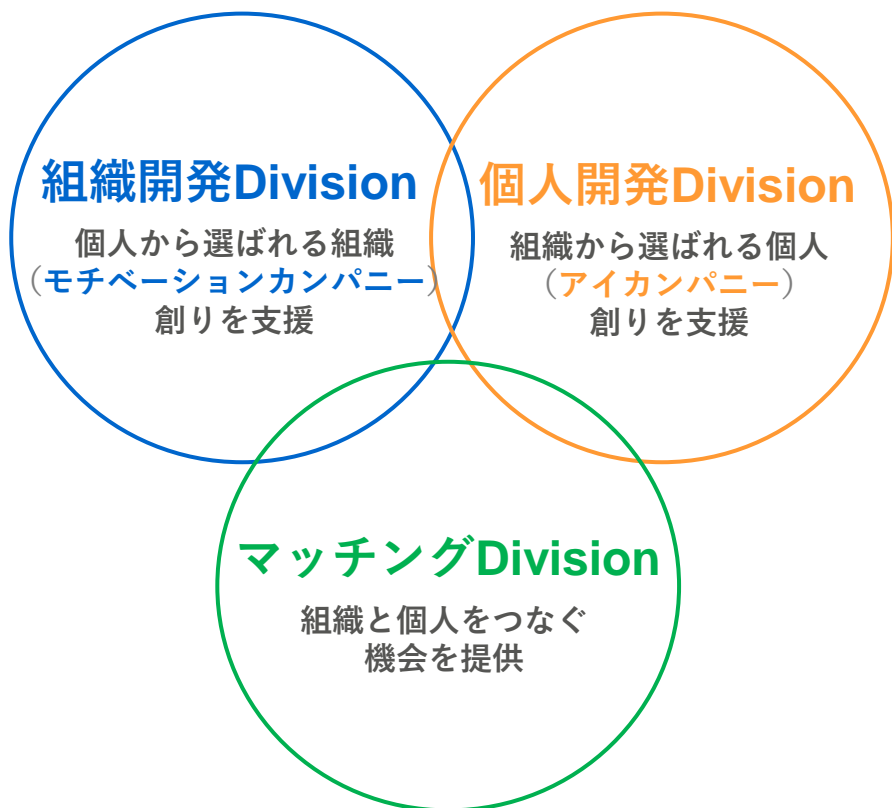 組織開発Division
個人から選ばれる組織
（モチベーションカンパニー）
創りを支援
個人開発Division
組織から選ばれる個人
（アイカンパニー）
創りを支援
マッチングDivision
組織と個人をつなぐ
機会を提供